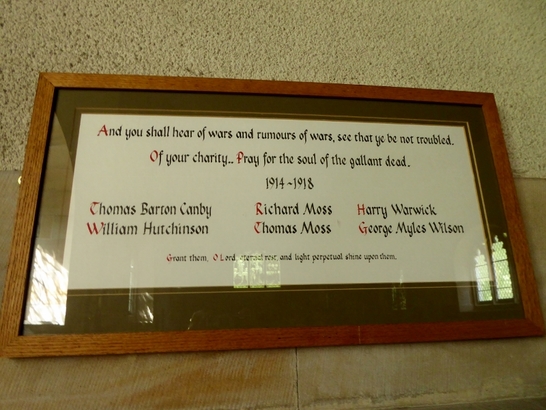 And you shall hear of wars and rumours of wars, see that ye be not troubled.
Of your charity.. Pray for the soul of the gallant dead.
1914~1918
Thomas Barton Canby Richard Moss Harry Warwick
William Hutchinson Thomas Moss George Myles Wilson
Grant them, O Lord, eternal rest, and light perpetual shine upon them.